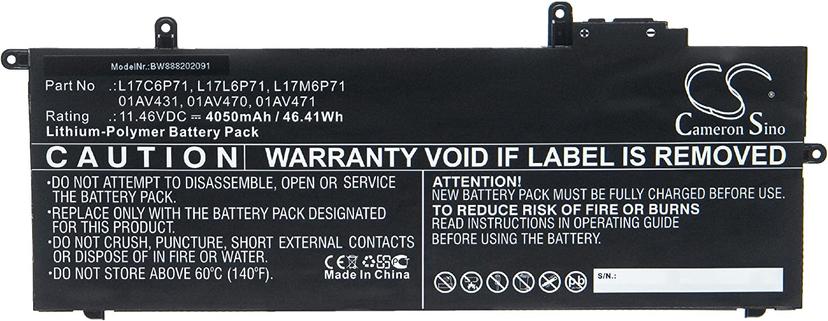 ModelNr.:BW888202091
Part No .:L17C6P71, L17L6P71, L17M6P71
01AV431, 01AV470, 01AV471
Rating .:11.46VDC 4050mAh / 46.41Wh
Lithium-Polymer Battery Pack
CS
Cameron Sino
CAUTION WARRANTY VOID IF LABEL IS REMOVED
•DO NOT ATTEMPT TO DISASSEMBLE, OPEN OR SERVICE
THE BATTERY PACK.
•REPLACE ONLY WITH THE BATTERY PACK DESIGNATED
FOR THIS PRODUCT.
•DO NOT CRUSH, PUNCTURE, SHORT EXTERNAL CONTACTS
OR DISPOSE OF IN FIRE OR WATER.
•DO NOT STORE ABOVE 60°C (140°F).
CE
Made In China
ATTENTION!
NEW BATTERY PACK MUST BE FULLY CHARGED BEFORE USE.
TO REDUCE RISK OF FIRE OR BURNS
READ INSTRUCTIONS IN OPERATING GUIDE
BEFORE USING THE BATTERY.
Pb
S/N.: